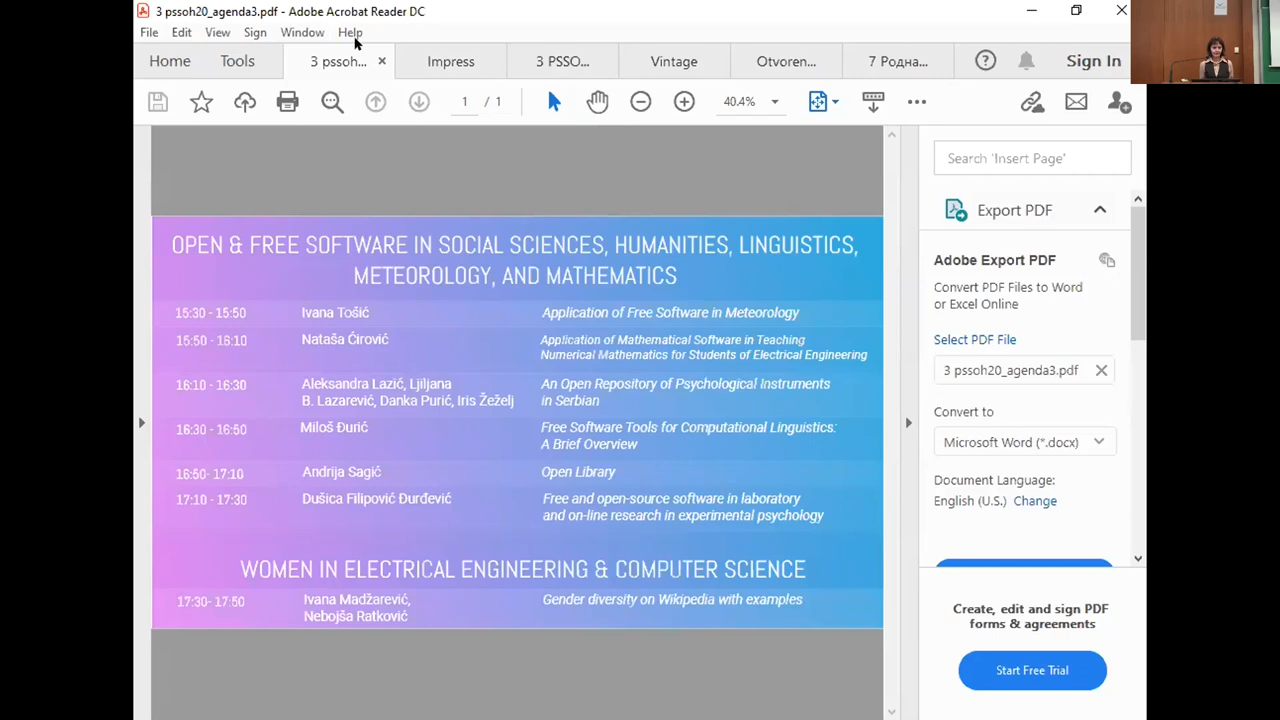 3 pssoh20_agenda3.pdf - Adobe Acrobat Reader DC
File Edit View Sign Window Help
Home Tools 3 pssoh... Impress 3 PSSO... Vintage Otvoren... 7 Родна... Sign In
1 / 1 40.4%
Search 'Insert Page'
Export PDF
Adobe Export PDF
Convert PDF Files to Word
or Excel Online
Select PDF File
3 pssoh20_agenda3.pdf
Convert to
Microsoft Word (*.docx)
Document Language:
English (U.S.) Change
Create, edit and sign PDF
forms & agreements
Start Free Trial
OPEN & FREE SOFTWARE IN SOCIAL SCIENCES, HUMANITIES, LINGUISTICS,
METEOROLOGY, AND MATHEMATICS
15:30 - 15:50 Ivana Tošić Application of Free Software in Meteorology
15:50 - 16:10 Nataša Ćirović Application of Mathematical Software in Teaching
Numerical Mathematics for Students of Electrical Engineering
16:10 - 16:30 Aleksandra Lazić, Ljiljana An Open Repository of Psychological Instruments
B. Lazarević, Danka Purić, Iris Žeželj in Serbian
16:30 - 16:50 Miloš Đurić Free Software Tools for Computational Linguistics:
A Brief Overview
16:50- 17:10 Andrija Sagić Open Library
17:10 - 17:30 Dušica Filipović Đurđević Free and open-source software in laboratory
and on-line research in experimental psychology
WOMEN IN ELECTRICAL ENGINEERING & COMPUTER SCIENCE
17:30- 17:50 Ivana Madžarević, Gender diversity on Wikipedia with examples
Nebojša Ratković